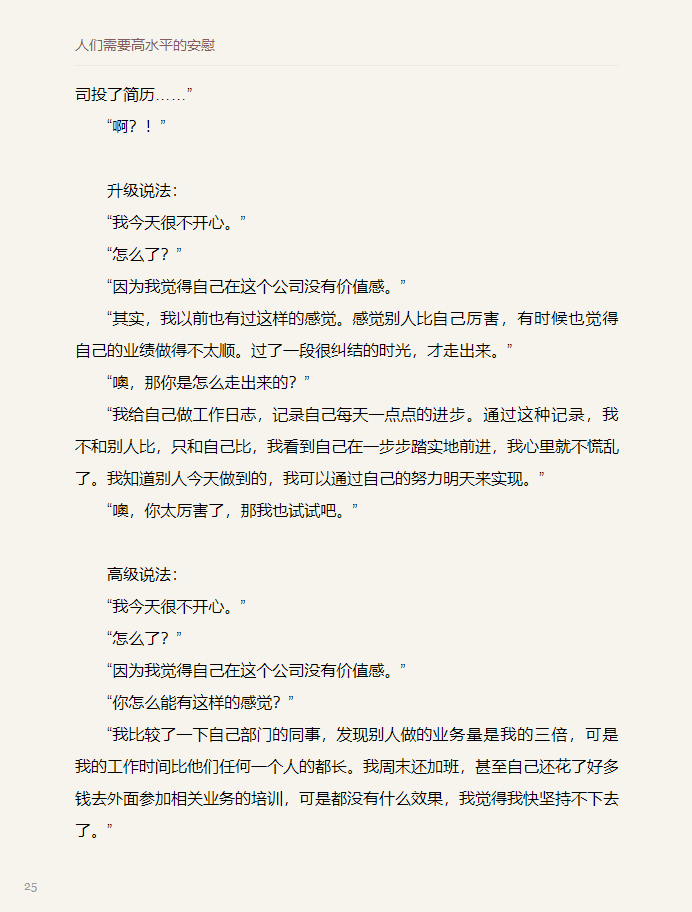 人们需要高水平的安慰
司投了简历……”
“啊？！”
升级说法：
“我今天很不开心。”
“怎么了？”
“因为我觉得自己在这个公司没有价值感。”
“其实，我以前也有过这样的感觉。感觉别人比自己厉害，有时候也觉得
自己的业绩做得不太顺。过了一段很纠结的时光，才走出来。”
“噢，那你是怎么走出来的？”
“我给自己做工作日志，记录自己每天一点点的进步。通过这种记录，我
不和别人比，只和自己比，我看到自己在一步步踏实地前进，我心里就不慌乱
了。我知道别人今天做到的，我可以通过自己的努力明天来实现。”
“噢，你太厉害了，那我也试试吧。”
高级说法：
“我今天很不开心。”
“怎么了？”
“因为我觉得自己在这个公司没有价值感。”
“你怎么能有这样的感觉？”
“我比较了一下自己部门的同事，发现别人做的业务量是我的三倍，可是
我的工作时间比他们任何一个人的都长。我周末还加班，甚至自己还花了好多
钱去外面参加相关业务的培训，可是都没有什么效果，我觉得我快坚持不下去
了。”
25